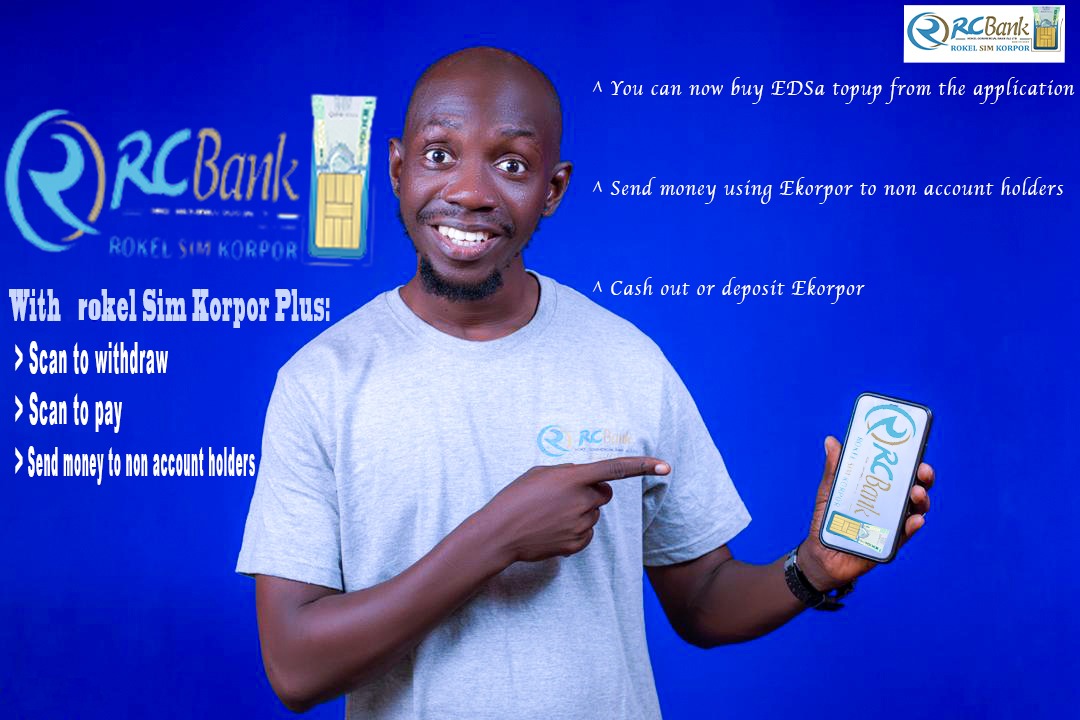 RCBank
ROKEL SIM KORPOR
With rokel Sim Korpor Plus:
> Scan to withdraw
> Scan to pay
> Send money to non account holders
RCBank
ROKEL SIM KORPOR
^ You can now buy EDSa topup from the application
^ Send money using Ekorpor to non account holders
^ Cash out or deposit Ekorpor
RCBank
RCBank
ROKEL SIM KORPOR